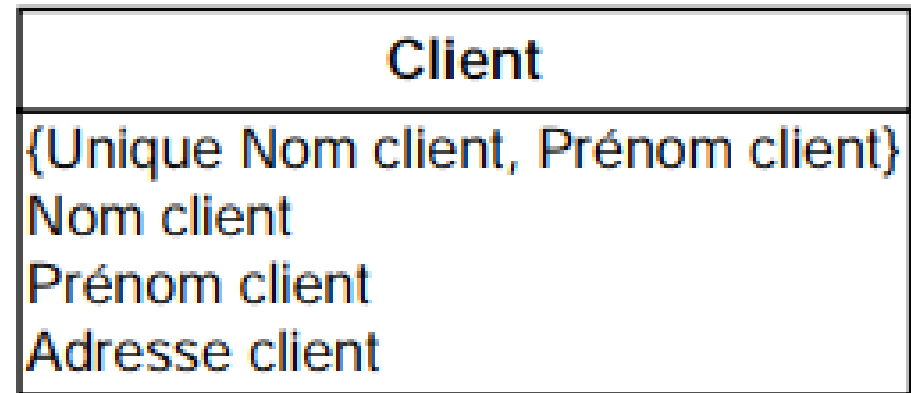 Client
{Unique Nom client, Prénom client}
Nom client
Prénom client
Adresse client